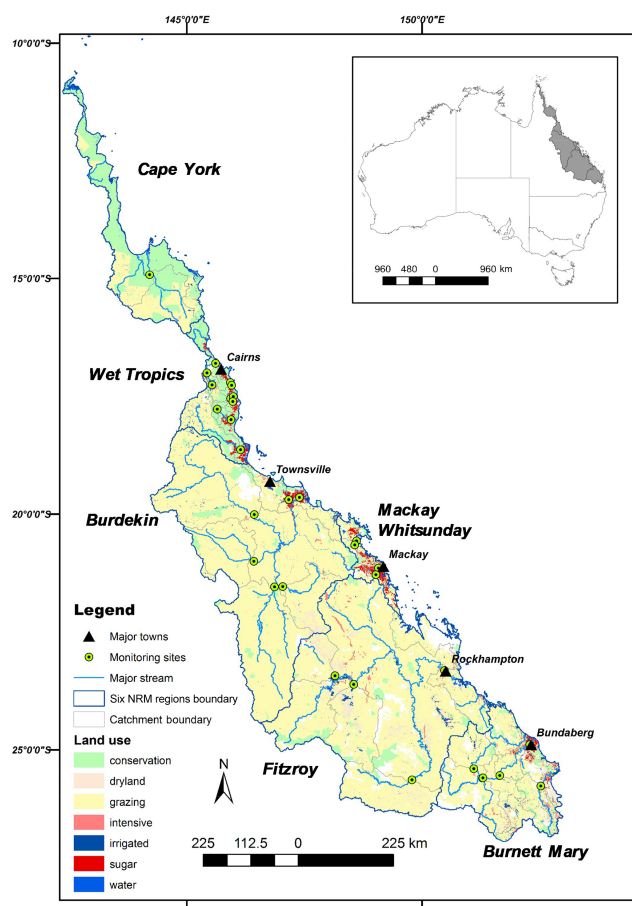 145°0'0"S
150°0'0"S
10°0'0"S
15°0'0"S
20°0'0"S
25°0'0"S
960 480 0 960 km
Cape York
Wet Tropics
Cairns
Townsville
Burdekin
Mackay
Whitsunday
Mackay
Rockhampton
Bundaberg
Fitzroy
Burnett Mary
Legend
Major towns
Monitoring sites
Major stream
Six NRM regions boundary
Catchment boundary
Land use
conservation
dryland
grazing
intensive
irrigated
sugar
water
N
225 112.5 0 225 km